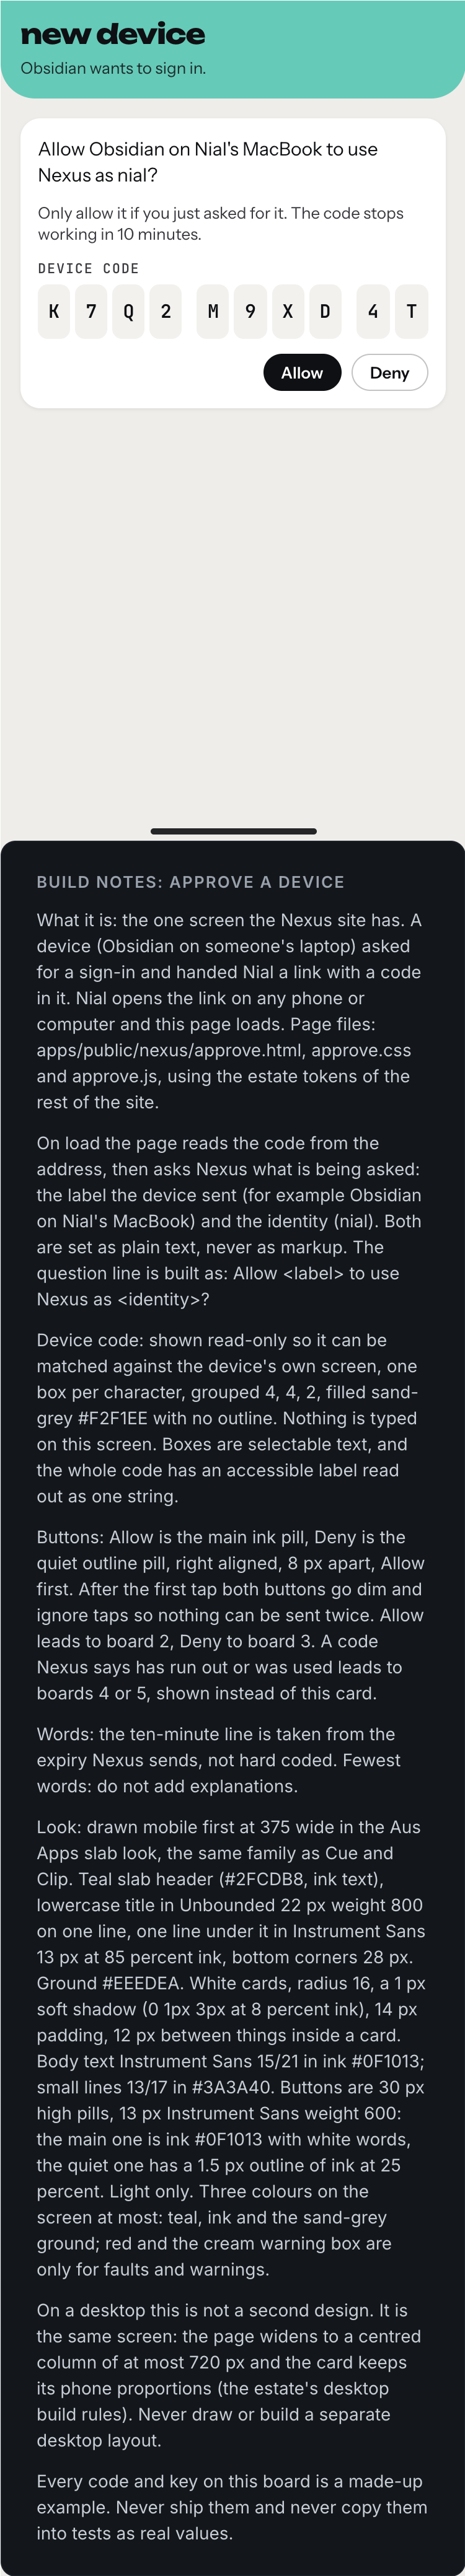 new device
Obsidian wants to sign in.
Allow Obsidian on Nial's MacBook to use
Nexus as nial?
Only allow it if you just asked for it. The code stops
working in 10 minutes.
DEVICE CODE
K 7 Q 2 M 9 X D 4 T
Allow Deny
BUILD NOTES: APPROVE A DEVICE
What it is: the one screen the Nexus site has. A
device (Obsidian on someone's laptop) asked
for a sign-in and handed Nial a link with a code
in it. Nial opens the link on any phone or
computer and this page loads. Page files:
apps/public/nexus/approve.html, approve.css
and approve.js, using the estate tokens of the
rest of the site.
On load the page reads the code from the
address, then asks Nexus what is being asked:
the label the device sent (for example Obsidian
on Nial's MacBook) and the identity (nial). Both
are set as plain text, never as markup. The
question line is built as: Allow <label> to use
Nexus as <identity>?
Device code: shown read-only so it can be
matched against the device's own screen, one
box per character, grouped 4, 4, 2, filled sand-
grey #F2F1EE with no outline. Nothing is typed
on this screen. Boxes are selectable text, and
the whole code has an accessible label read
out as one string.
Buttons: Allow is the main ink pill, Deny is the
quiet outline pill, right aligned, 8 px apart, Allow
first. After the first tap both buttons go dim and
ignore taps so nothing can be sent twice. Allow
leads to board 2, Deny to board 3. A code
Nexus says has run out or was used leads to
boards 4 or 5, shown instead of this card.
Words: the ten-minute line is taken from the
expiry Nexus sends, not hard coded. Fewest
words: do not add explanations.
Look: drawn mobile first at 375 wide in the Aus
Apps slab look, the same family as Cue and
Clip. Teal slab header (#2FCDB8, ink text),
lowercase title in Unbounded 22 px weight 800
on one line, one line under it in Instrument Sans
13 px at 85 percent ink, bottom corners 28 px.
Ground #EEEDEA. White cards, radius 16, a 1 px
soft shadow (0 1px 3px at 8 percent ink), 14 px
padding, 12 px between things inside a card.
Body text Instrument Sans 15/21 in ink #0F1013;
small lines 13/17 in #3A3A40. Buttons are 30 px
high pills, 13 px Instrument Sans weight 600:
the main one is ink #0F1013 with white words,
the quiet one has a 1.5 px outline of ink at 25
percent. Light only. Three colours on the
screen at most: teal, ink and the sand-grey
ground; red and the cream warning box are
only for faults and warnings.
On a desktop this is not a second design. It is
the same screen: the page widens to a centred
column of at most 720 px and the card keeps
its phone proportions (the estate's desktop
build rules). Never draw or build a separate
desktop layout.
Every code and key on this board is a made-up
example. Never ship them and never copy them
into tests as real values.